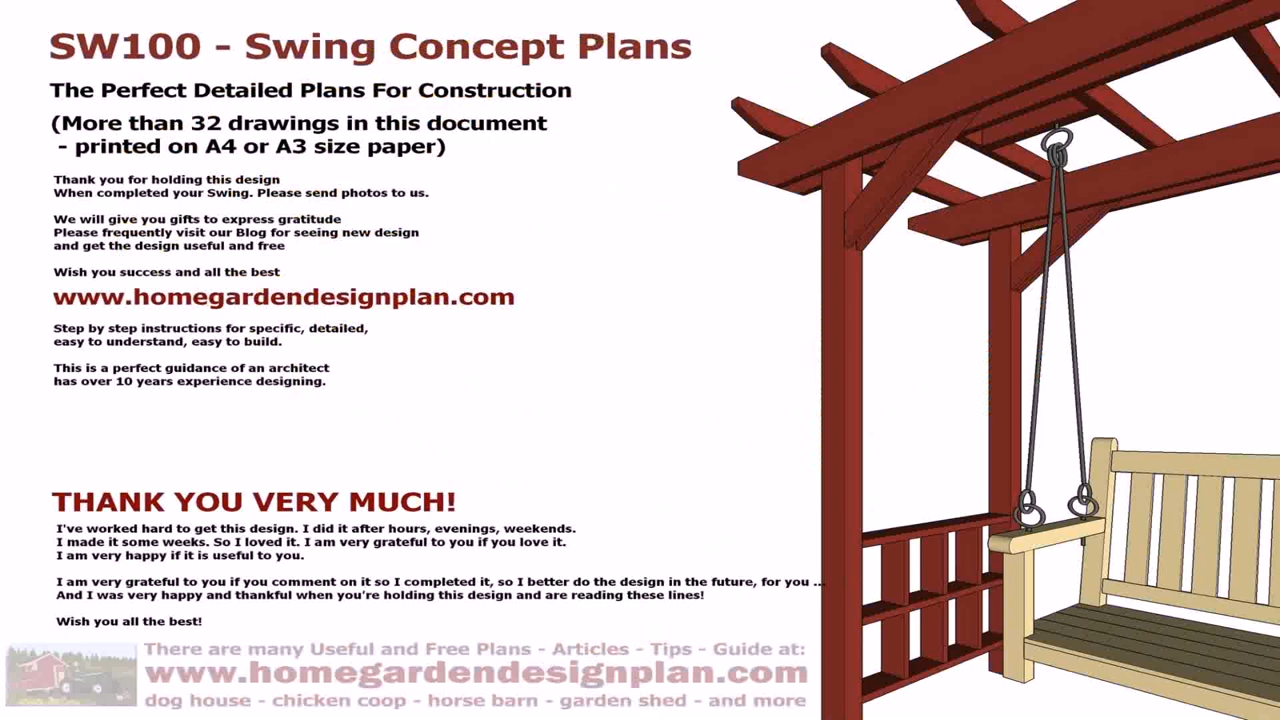 SW100 - Swing Concept Plans
The Perfect Detailed Plans For Construction
(More than 32 drawings in this document
- printed on A4 or A3 size paper)
Thank you for holding this design
When completed your Swing. Please send photos to us.
We will give you gifts to express gratitude
Please frequently visit our Blog for seeing new design
and get the design useful and free
Wish you success and all the best
www.homegardendesignplan.com
Step by step instructions for specific, detailed,
easy to understand, easy to build.
This is a perfect guidance of an architect
has over 10 years experience designing.
THANK YOU VERY MUCH!
I've worked hard to get this design. I did it after hours, evenings, weekends.
I made it some weeks. So I loved it. I am very grateful to you if you love it.
I am very happy if it is useful to you.
I am very grateful to you if you comment on it so I completed it, so I better do the design in the future, for you ...
And I was very happy and thankful when you're holding this design and are reading these lines!
Wish you all the best!
There are many Useful and Free Plans - Articles - Tips - Guide at:
www.homegardendesignplan.com
dog house - chicken coop - horse barn - garden shed - and more